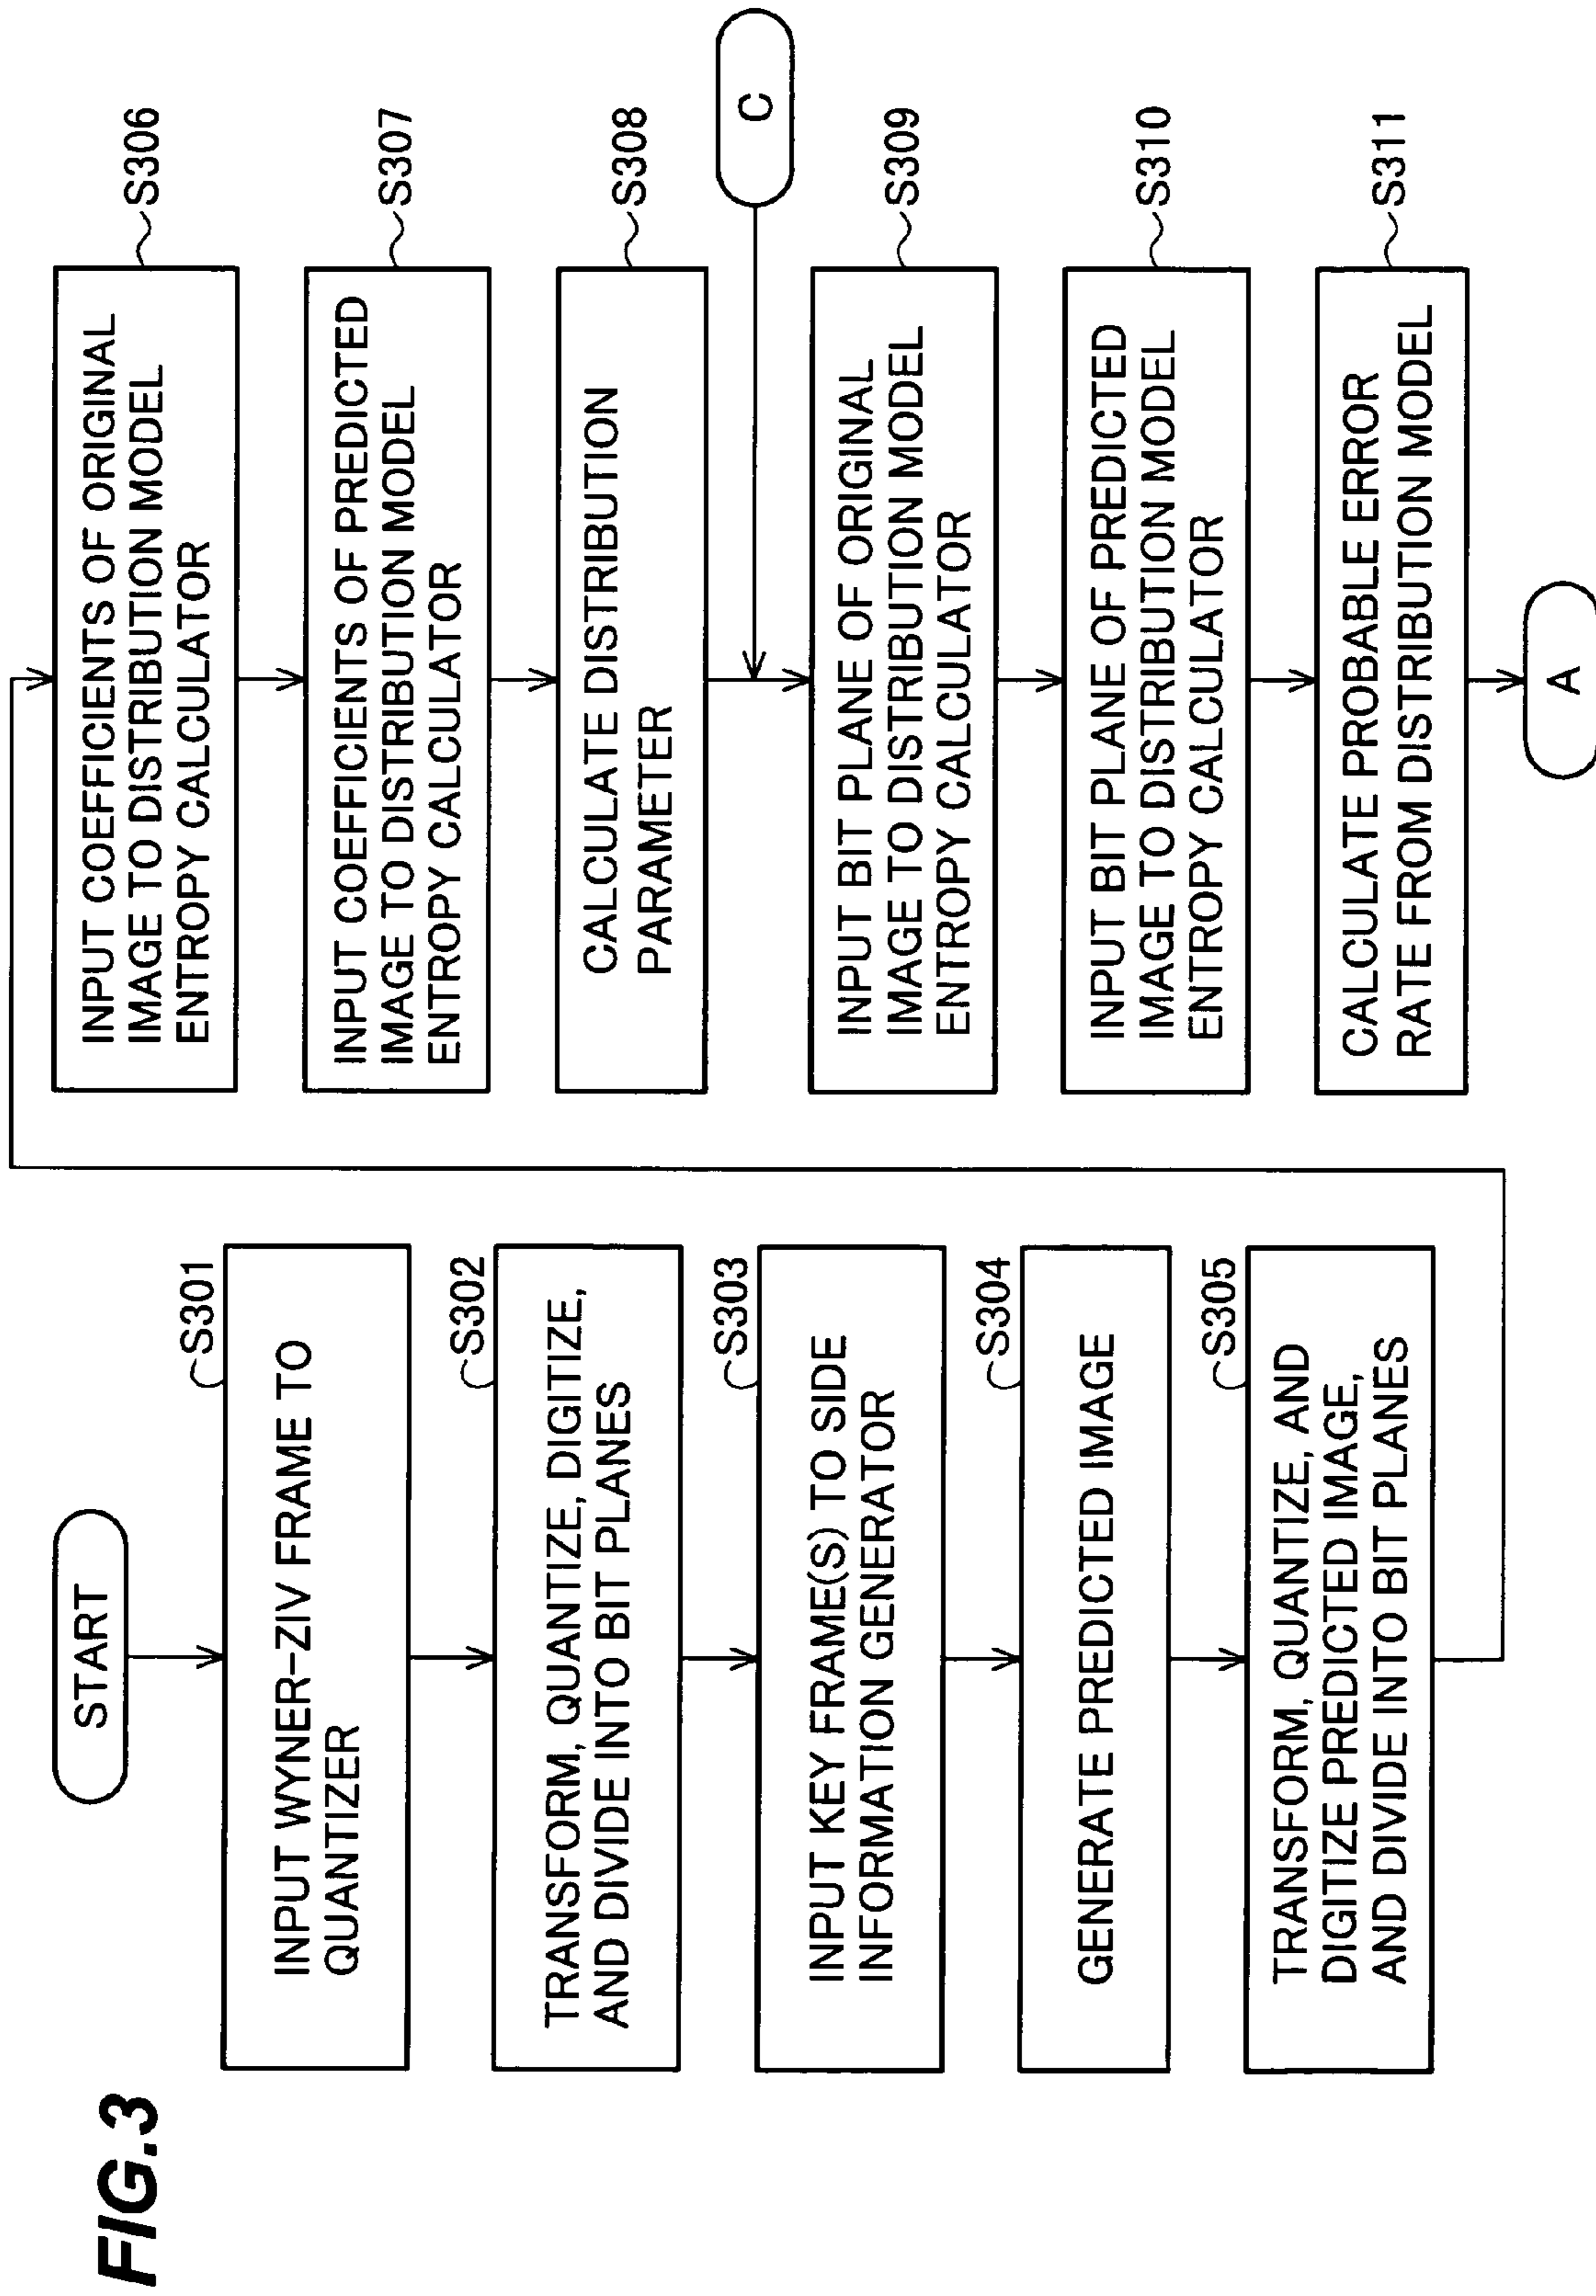 FIG.3
START
S301
INPUT WYNER-ZIV FRAME TO
QUANTIZER
S302
TRANSFORM, QUANTIZE, DIGITIZE,
AND DIVIDE INTO BIT PLANES
S303
INPUT KEY FRAME(S) TO SIDE
INFORMATION GENERATOR
S304
GENERATE PREDICTED IMAGE
S305
TRANSFORM, QUANTIZE, AND
DIGITIZE PREDICTED IMAGE,
AND DIVIDE INTO BIT PLANES
S306
INPUT COEFFICIENTS OF ORIGINAL
IMAGE TO DISTRIBUTION MODEL
ENTROPY CALCULATOR
S307
INPUT COEFFICIENTS OF PREDICTED
IMAGE TO DISTRIBUTION MODEL
ENTROPY CALCULATOR
S308
CALCULATE DISTRIBUTION
PARAMETER
C
S309
INPUT BIT PLANE OF ORIGINAL
IMAGE TO DISTRIBUTION MODEL
ENTROPY CALCULATOR
S310
INPUT BIT PLANE OF PREDICTED
IMAGE TO DISTRIBUTION MODEL
ENTROPY CALCULATOR
S311
CALCULATE PROBABLE ERROR
RATE FROM DISTRIBUTION MODEL
A